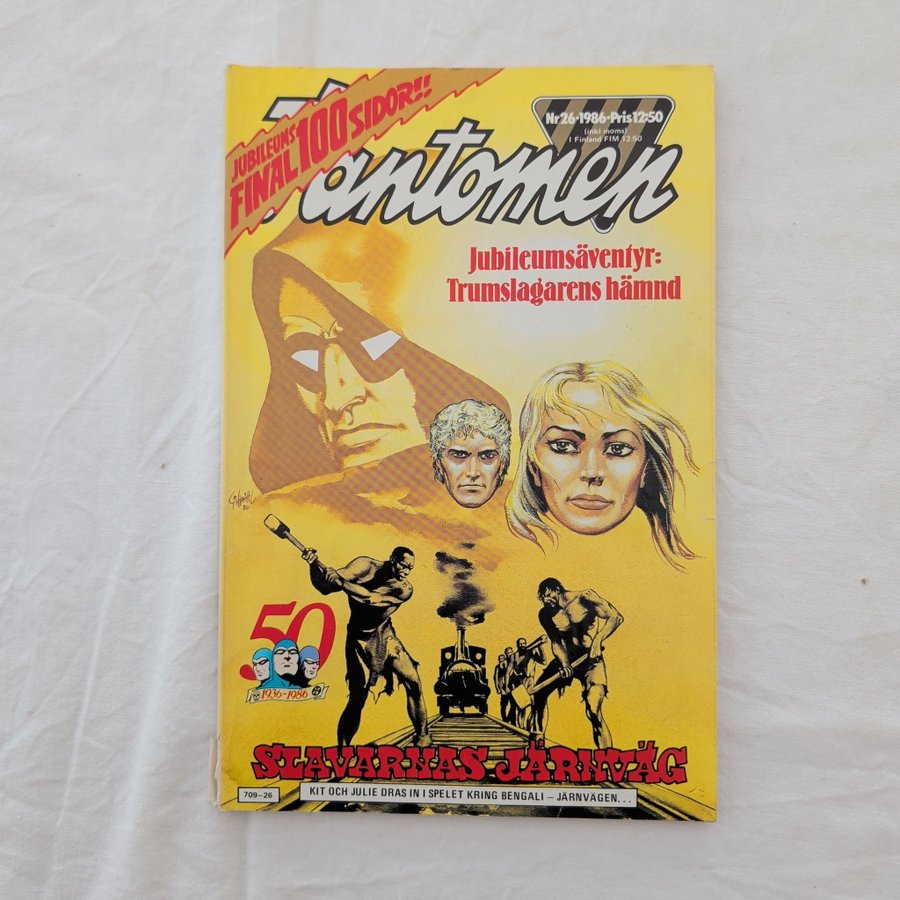 JUBILEUMS
FINAL 100 SIDOR!!
Nr 26·1986·Pris 12:50
(inkl moms)
I Finland FIM 12:50
Fantomen
Jubileumsäventyr:
Trumslagarens hämnd
50
1936-1986
SLAVARNAS JÄRNVÄG
709-26
KIT OCH JULIE DRAS IN I SPELET KRING BENGALI – JÄRNVÄGEN...